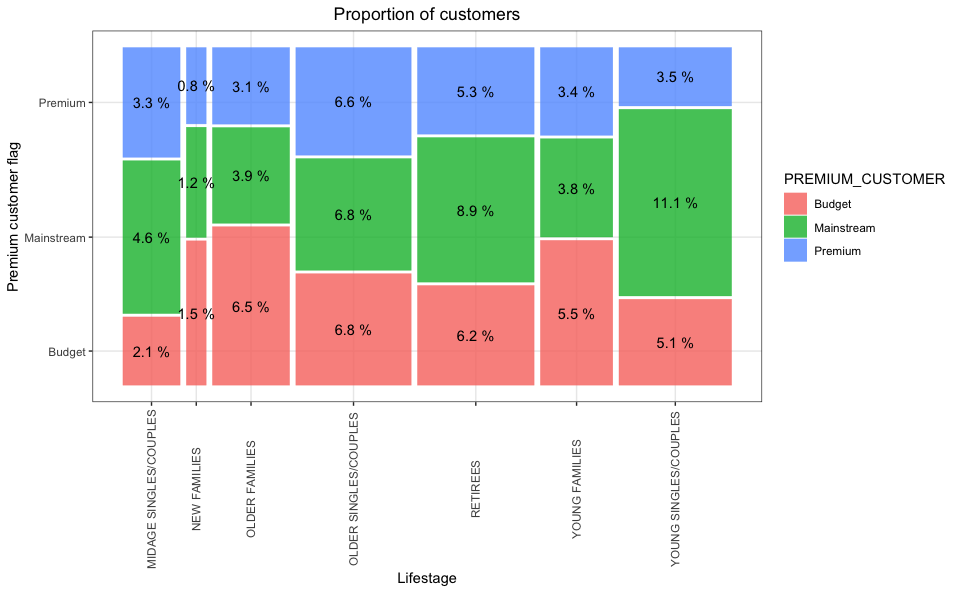 Proportion of customers
Premium customer flag
Premium
Mainstream
Budget
3.3 %
0.8 %
3.1 %
6.6 %
5.3 %
3.4 %
3.5 %
4.6 %
1.2 %
3.9 %
6.8 %
8.9 %
3.8 %
11.1 %
2.1 %
1.5 %
6.5 %
6.8 %
6.2 %
5.5 %
5.1 %
MIDAGE SINGLES/COUPLES
NEW FAMILIES
OLDER FAMILIES
OLDER SINGLES/COUPLES
RETIREES
YOUNG FAMILIES
YOUNG SINGLES/COUPLES
Lifestage
PREMIUM_CUSTOMER
Budget
Mainstream
Premium